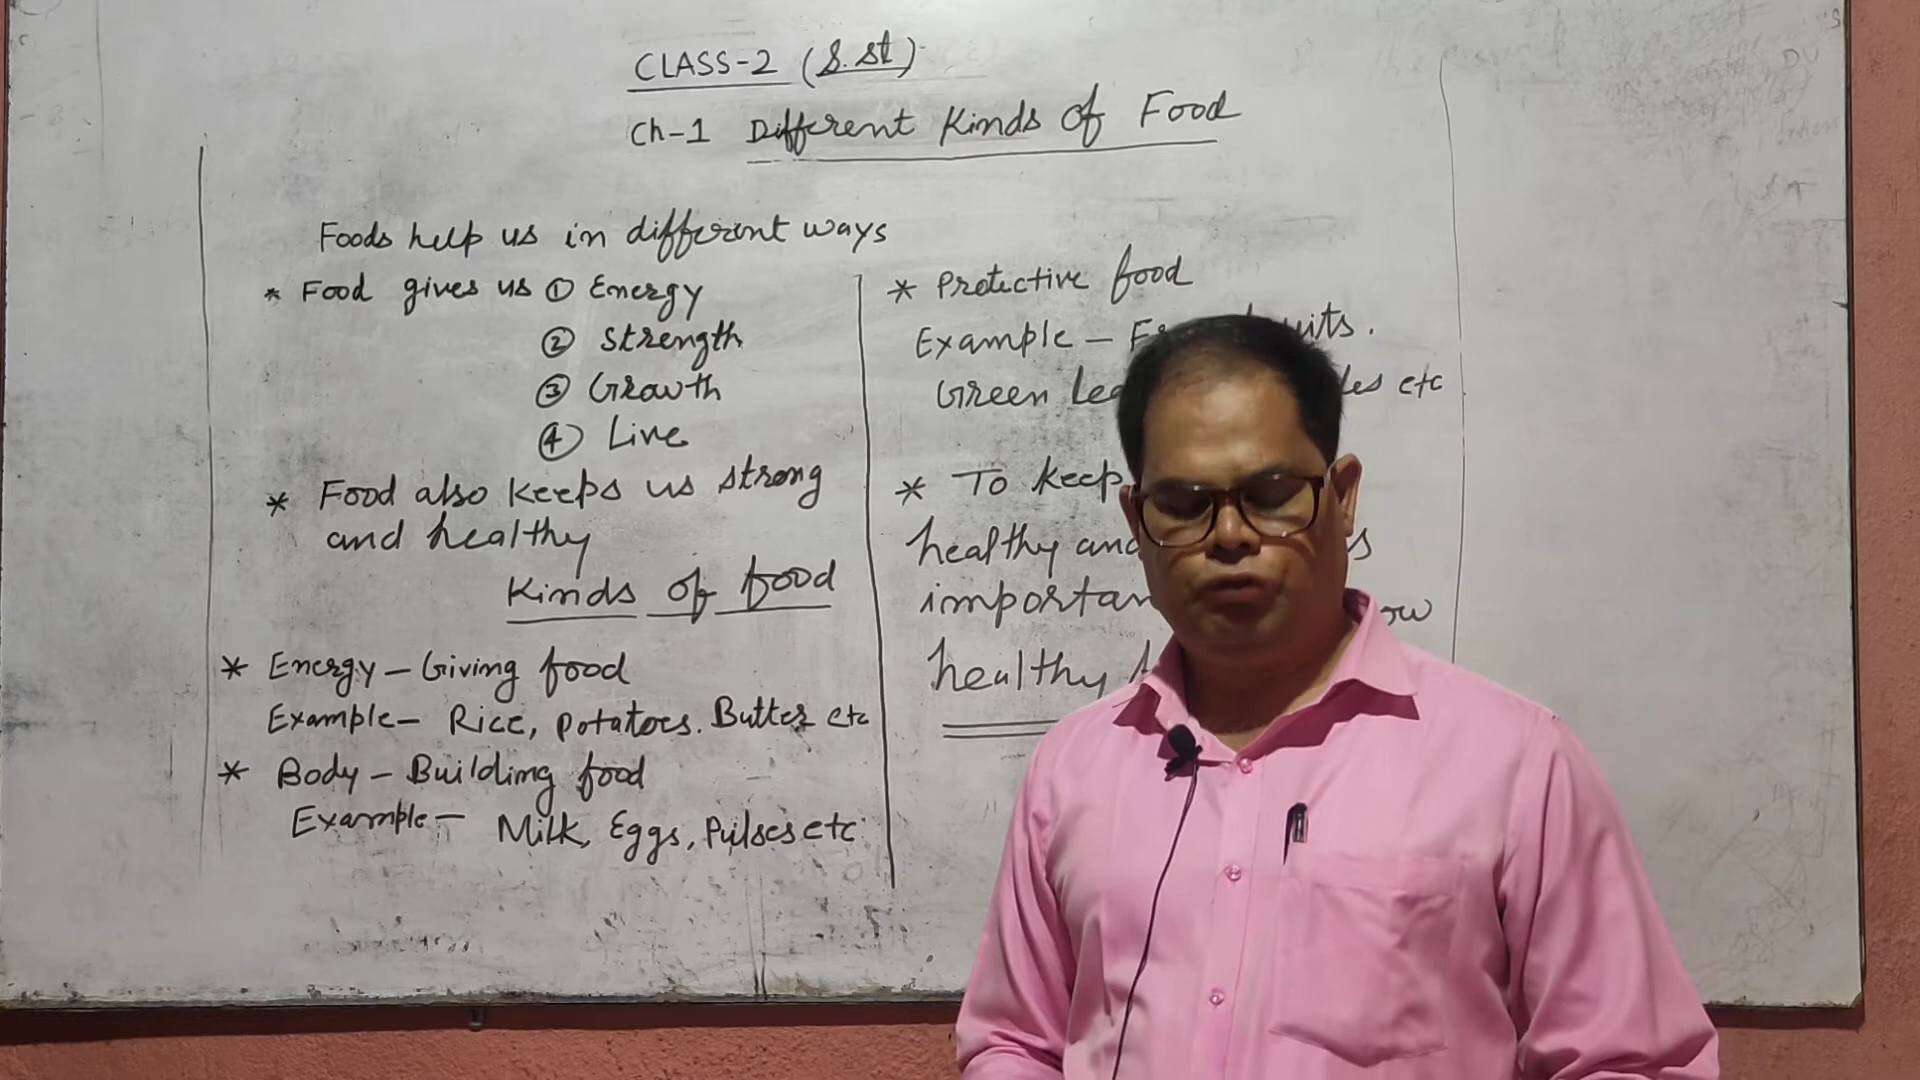 CLASS-2 (S.St)
Ch-1 Different Kinds of Food
Foods help us in different ways
* Food gives us ① Energy
② Strength
③ Growth
④ Live
* Food also keeps us strong
and healthy
Kinds of food
* Energy - Giving food
Example - Rice, Potatoes. Butter etc
* Body - Building food
Example - Milk, Eggs, Pulses etc
* Protective food
Example -
Green etc
* To keep
healthy
healthy